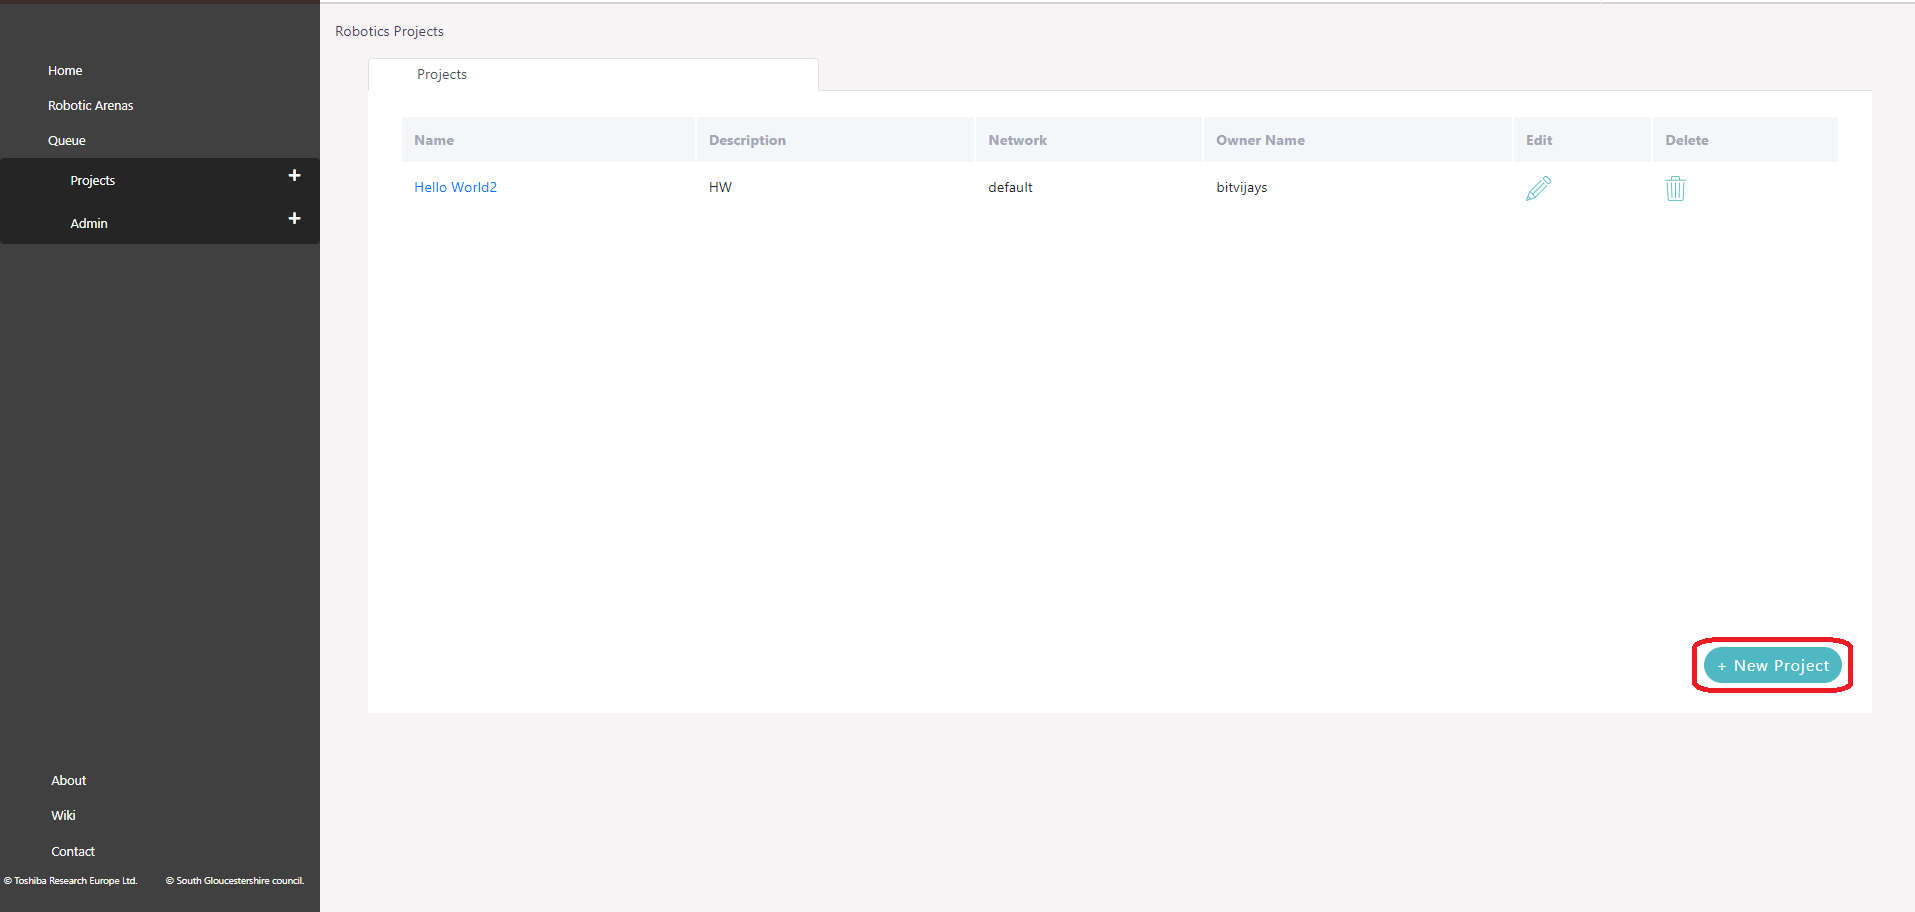 Home
Robotic Arenas
Queue
Projects +
Admin +
About
Wiki
Contact
© Toshiba Research Europe Ltd. © South Gloucestershire council.
Robotics Projects
Projects
Name Description Network Owner Name Edit Delete
Hello World2 HW default bitvijays
+ New Project